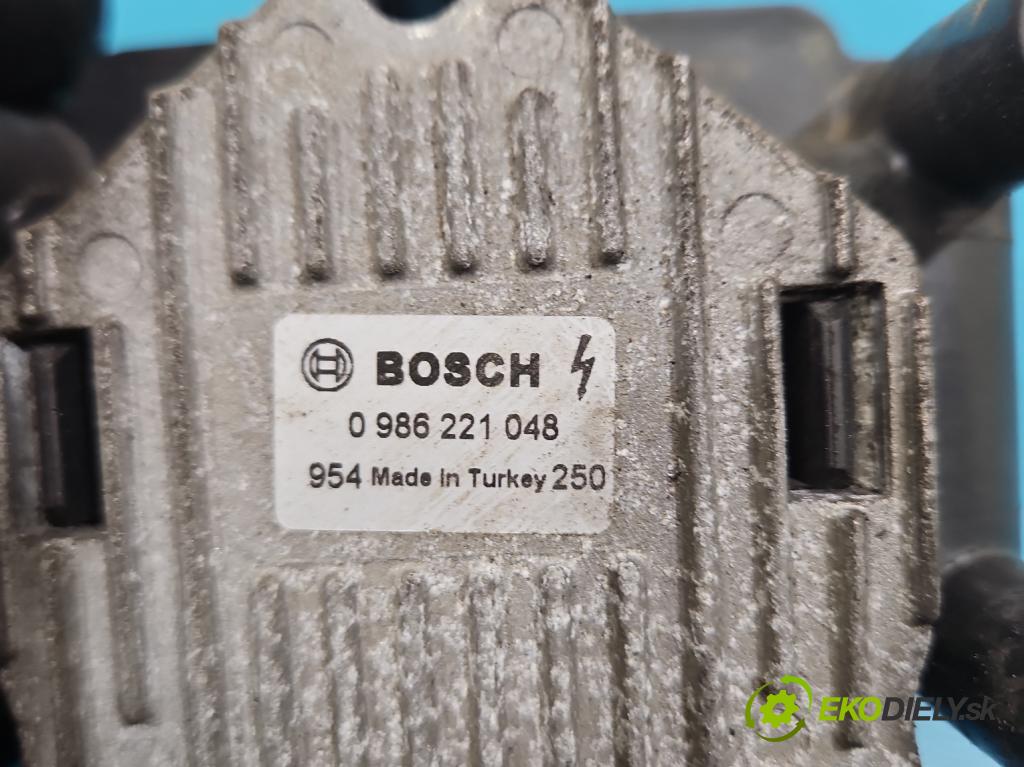 BOSCH
0 986 221 048
954 Made in Turkey 250
EKODIELY.sk